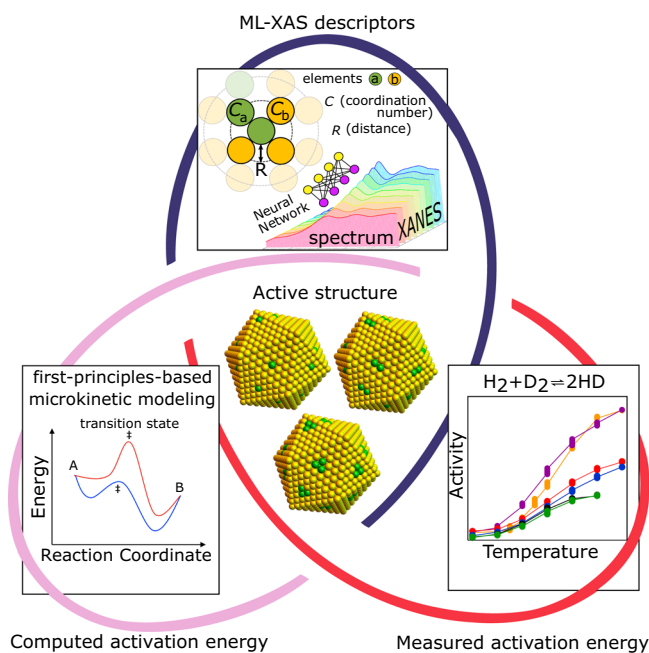 ML-XAS descriptors
elements a b
C (coordination
number)
R (distance)
Ca
Cb
R
Neural
Network
spectrum
XANES
Active structure
first-principles-based
microkinetic modeling
transition state
‡
A
‡
B
Energy
Reaction Coordinate
H2+D2⇌2HD
Activity
Temperature
Computed activation energy
Measured activation energy